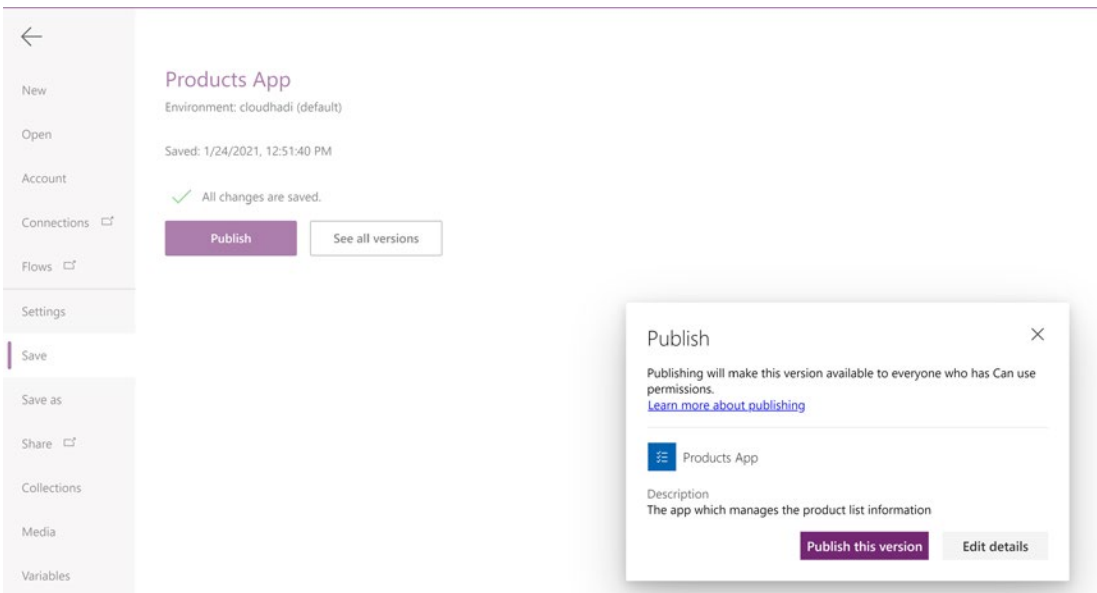 New
Open
Account
Connections
Flows
Settings
Save
Save as
Share
Collections
Media
Variables
Products App
Environment: cloudhadi (default)
Saved: 1/24/2021, 12:51:40 PM
All changes are saved.
Publish
See all versions
Publish
Publishing will make this version available to everyone who has Can use
permissions.
Learn more about publishing
Products App
Description
The app which manages the product list information
Publish this version
Edit details